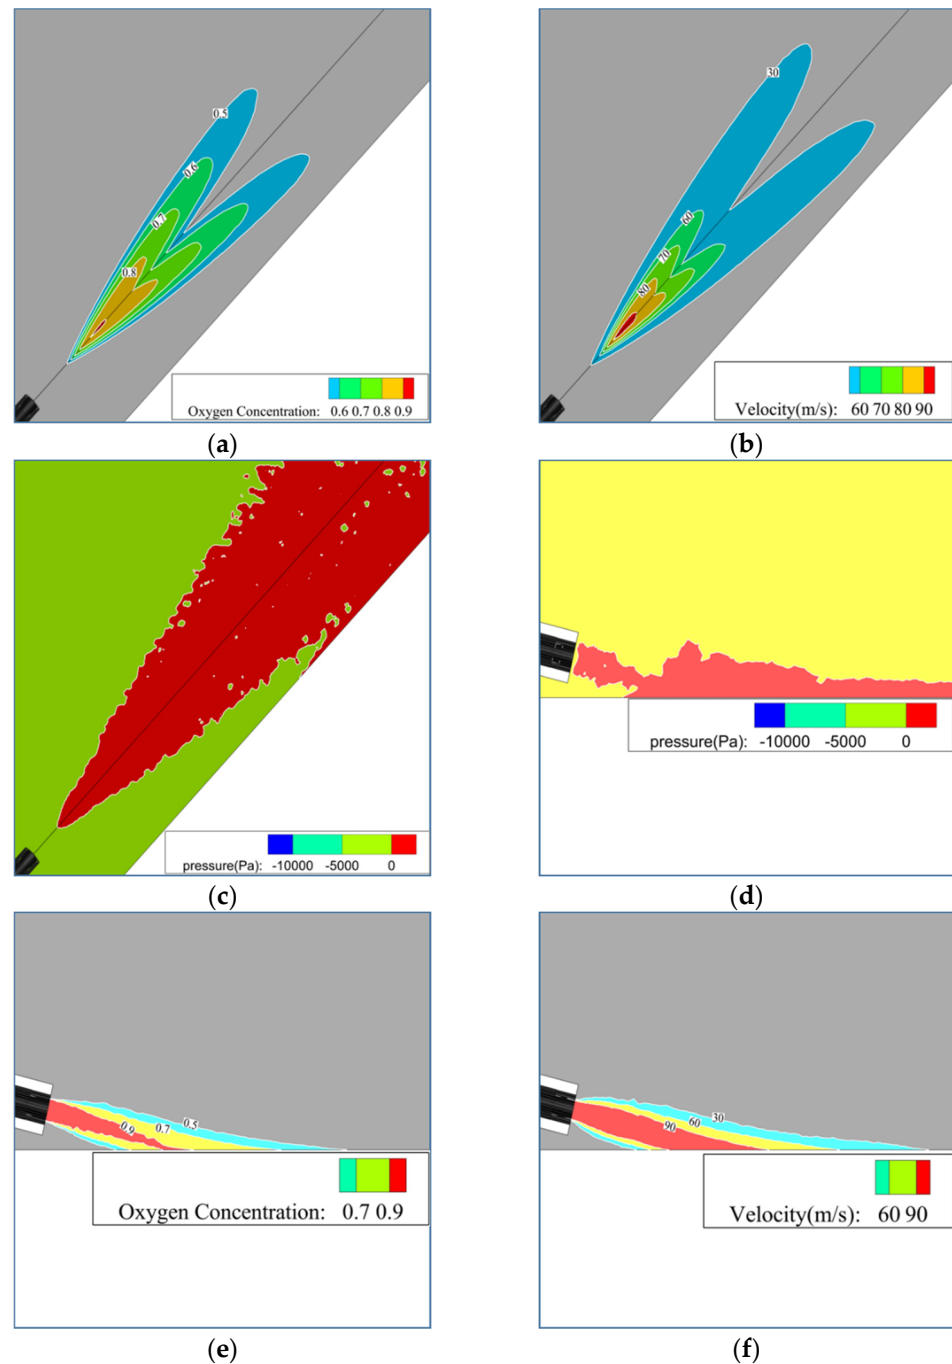 0.5
0.6
0.7
0.8
Oxygen Concentration: 0.6 0.7 0.8 0.9
(a)
30
60
70
80
Velocity(m/s): 60 70 80 90
(b)
pressure(Pa): -10000 -5000 0
(c)
pressure(Pa): -10000 -5000 0
(d)
0.5
0.7
0.9
Oxygen Concentration: 0.7 0.9
(e)
30
60
90
Velocity(m/s): 60 90
(f)